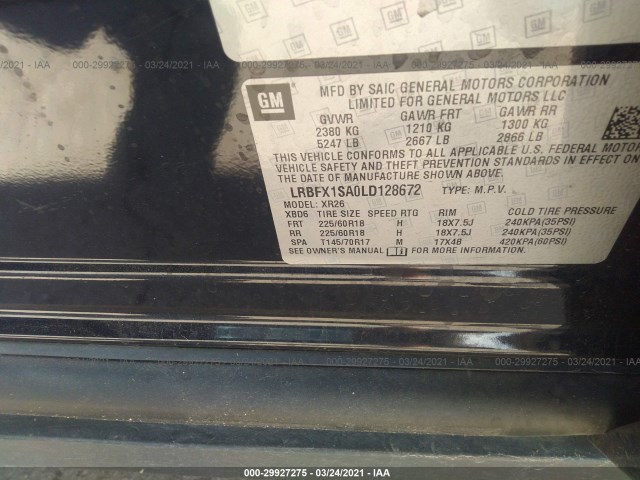 000-29927275 - 03/24/2021 - IAA
GM
GM
GM
MFD BY SAIC GENERAL MOTORS CORPORATION
LIMITED FOR GENERAL MOTORS LLC
GVWR GAWR FRT GAWR RR
2380 KG 1210 KG 1300 KG
5247 LB 2667 LB 2866 LB
THIS VEHICLE CONFORMS TO ALL APPLICABLE U.S. FEDERAL MOTOR
VEHICLE SAFETY AND THEFT PREVENTION STANDARDS IN EFFECT ON
THE DATE OF MANUFACTURE SHOWN ABOVE.
LRBFX1SA0LD128672 TYPE: M.P.V.
MODEL: XR26
XBD6 TIRE SIZE SPEED RTG RIM COLD TIRE PRESSURE
FRT 225/60R18 H 18X7.5J 240KPA(35PSI)
RR 225/60R18 H 18X7.5J 240KPA(35PSI)
SPA T145/70R17 M 17X4B 420KPA(60PSI)
SEE OWNER'S MANUAL FOR MORE INFORMATION.
000-29927275 - 03/24/2021 - IAA
000-29927275 - 03/24/2021 - IAA